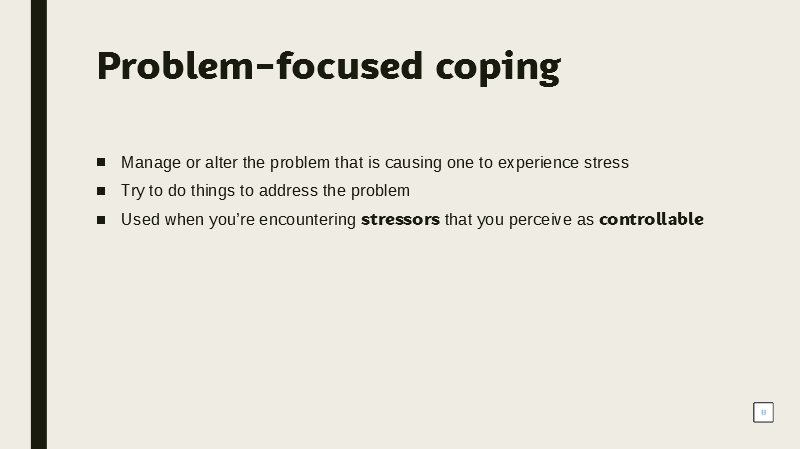 Problem-focused coping
Manage or alter the problem that is causing one to experience stress
Try to do things to address the problem
Used when you're encountering stressors that you perceive as controllable